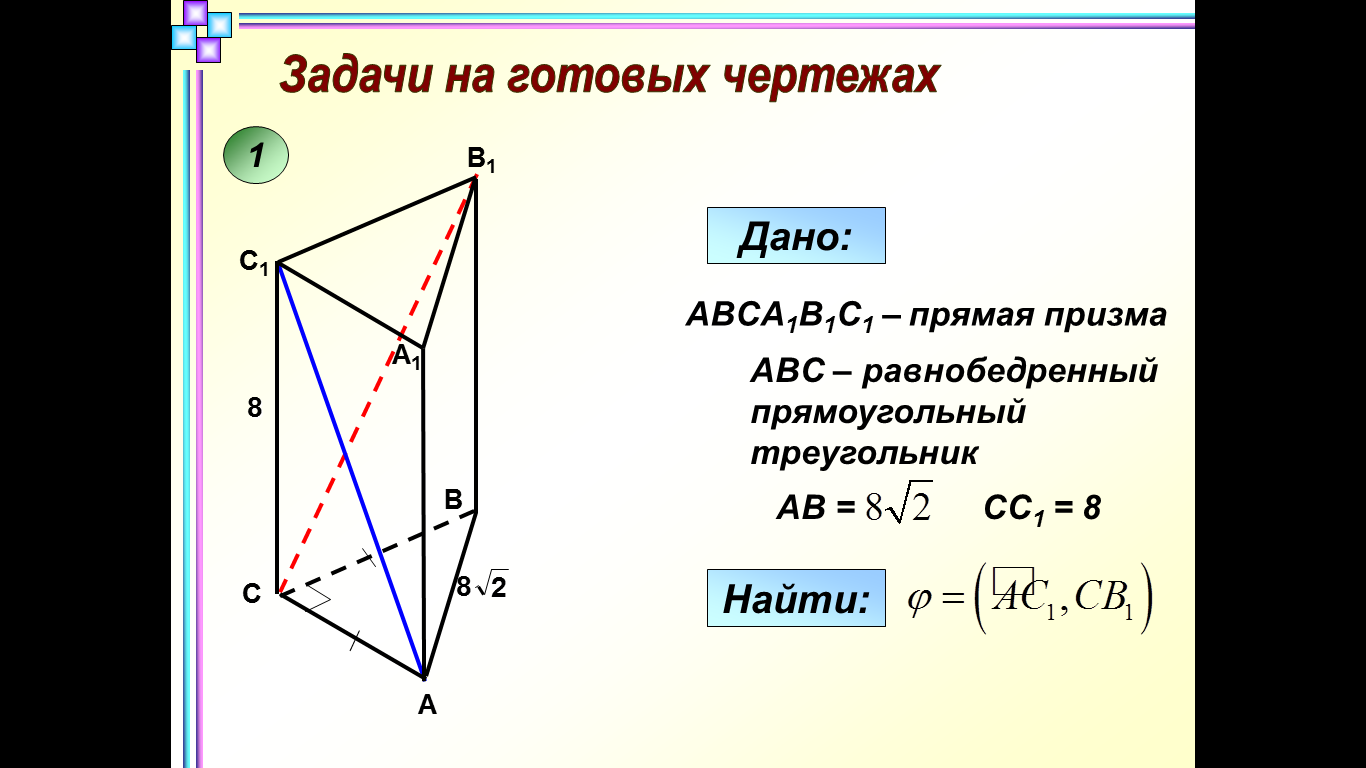 Задачи на готовых чертежах
1
B₁
C₁
A₁
8
B
C
8√2
A
Дано:
ABCA₁B₁C₁ – прямая призма
ABC – равнобедренный
прямоугольный
треугольник
AB = 8√2 CC₁ = 8
Найти: φ = (AC₁, CB₁)